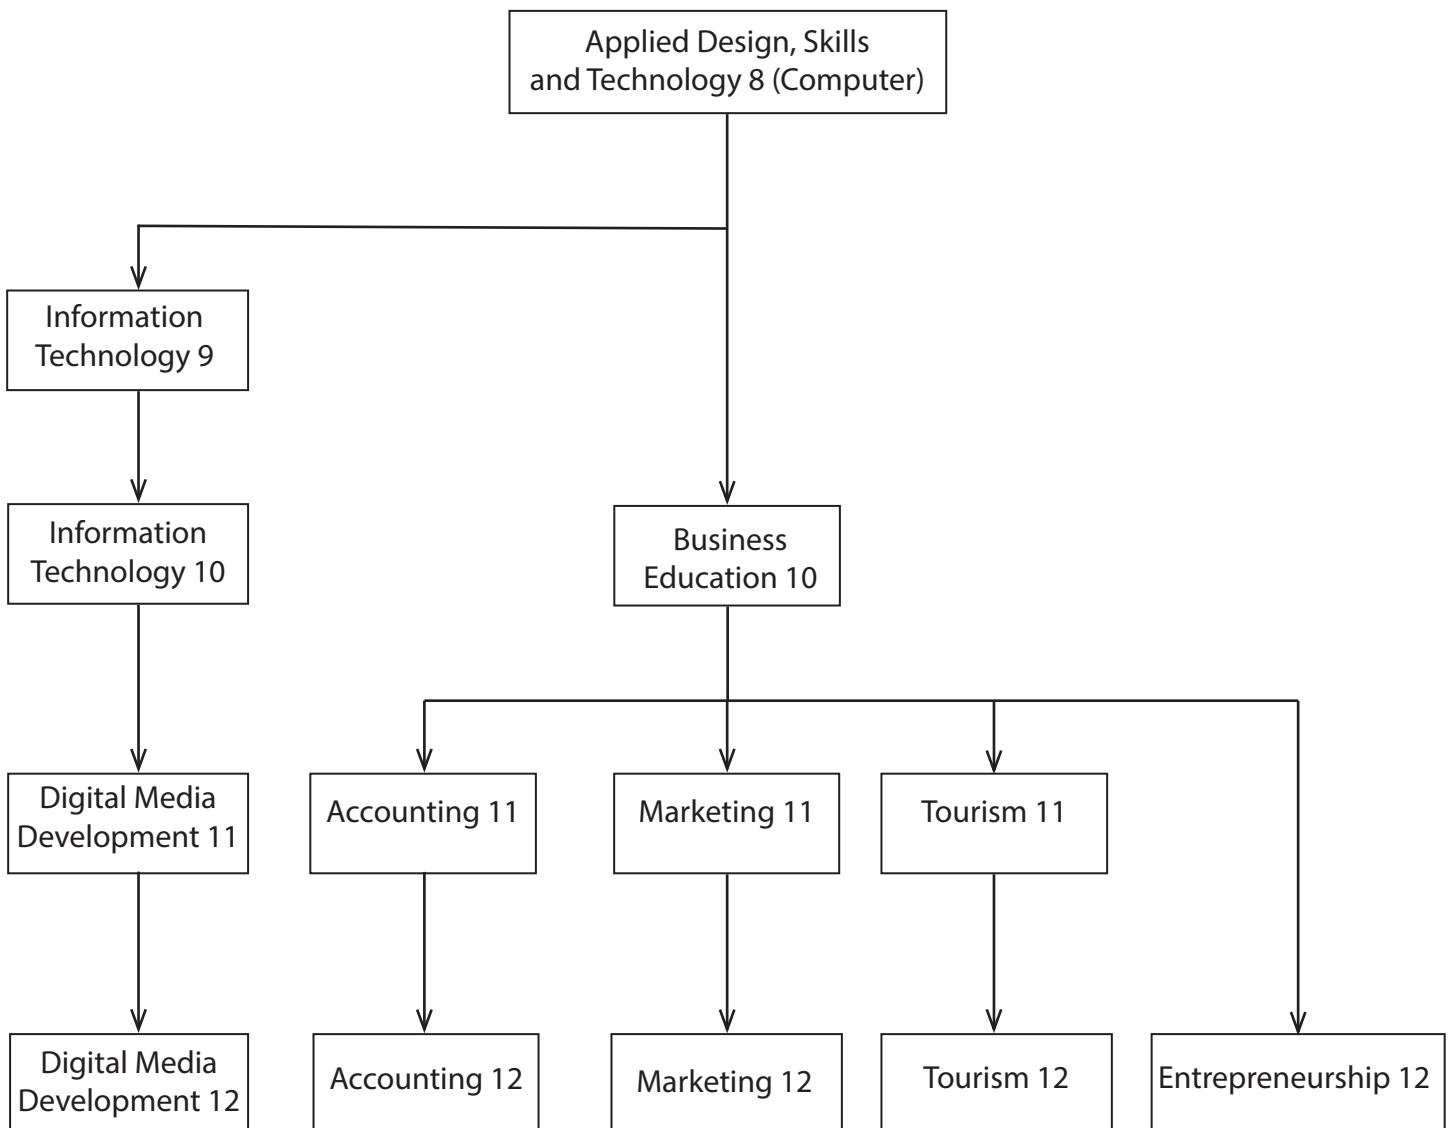 Applied Design, Skills
and Technology 8 (Computer)
Information
Technology 9
Information
Technology 10
Business
Education 10
Digital Media
Development 11
Accounting 11
Marketing 11
Tourism 11
Digital Media
Development 12
Accounting 12
Marketing 12
Tourism 12
Entrepreneurship 12